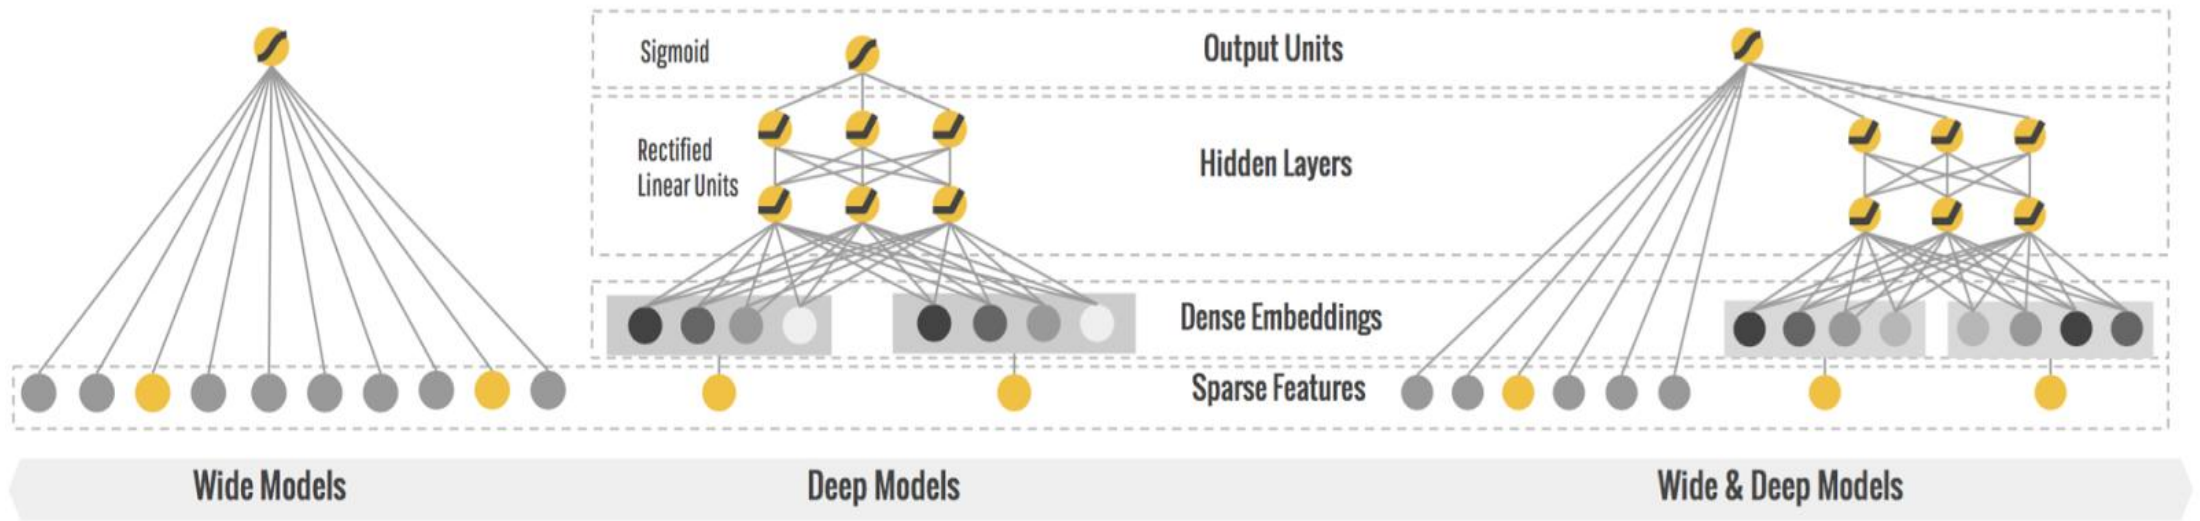 Sigmoid
Output Units
Rectified
Linear Units
Hidden Layers
Dense Embeddings
Sparse Features
Wide Models
Deep Models
Wide & Deep Models